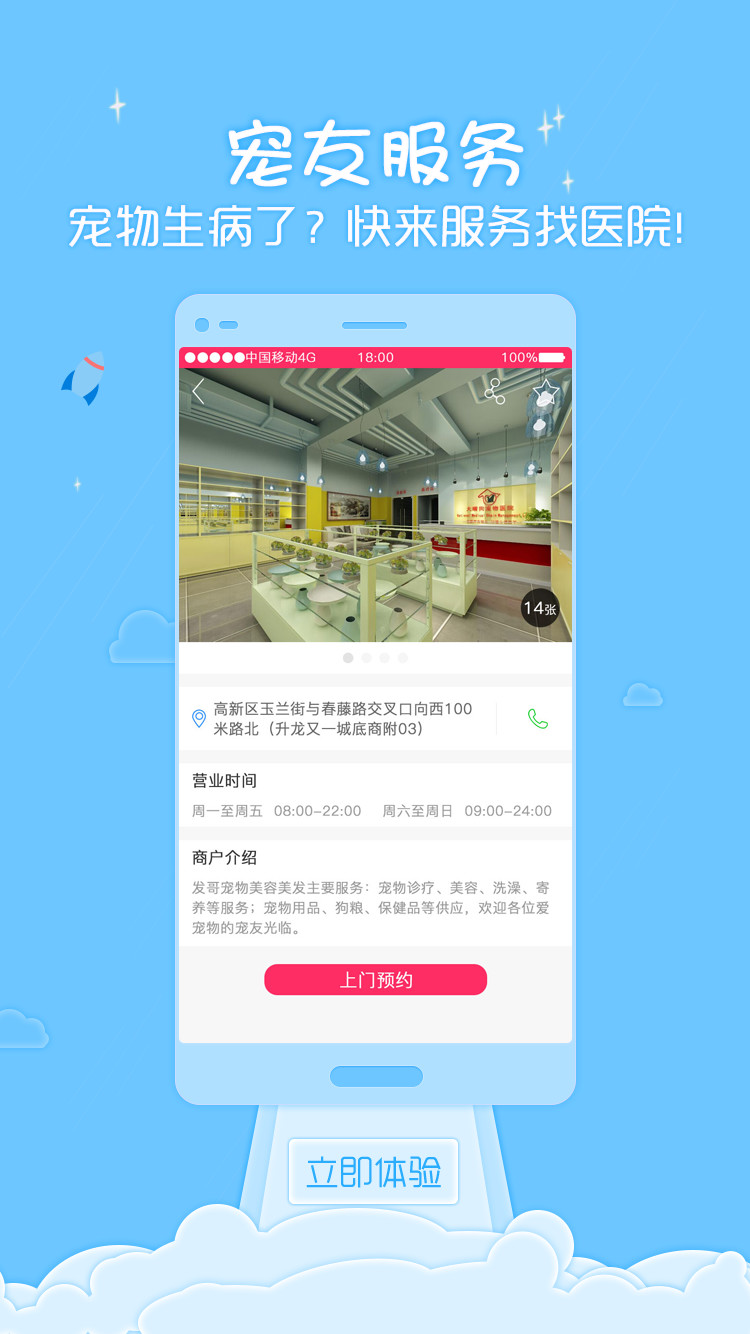 宠友服务
宠物生病了？快来服务找医院!
中国移动4G 18:00 100%
14张
高新区玉兰街与春藤路交叉口向西100
米路北（升龙又一城底商附03）
营业时间
周一至周五 08:00-22:00 周六至周日 09:00-24:00
商户介绍
发哥宠物美容美发主要服务：宠物诊疗、美容、洗澡、寄
养等服务；宠物用品、狗粮、保健品等供应，欢迎各位爱
宠物的宠友光临。
上门预约
立即体验